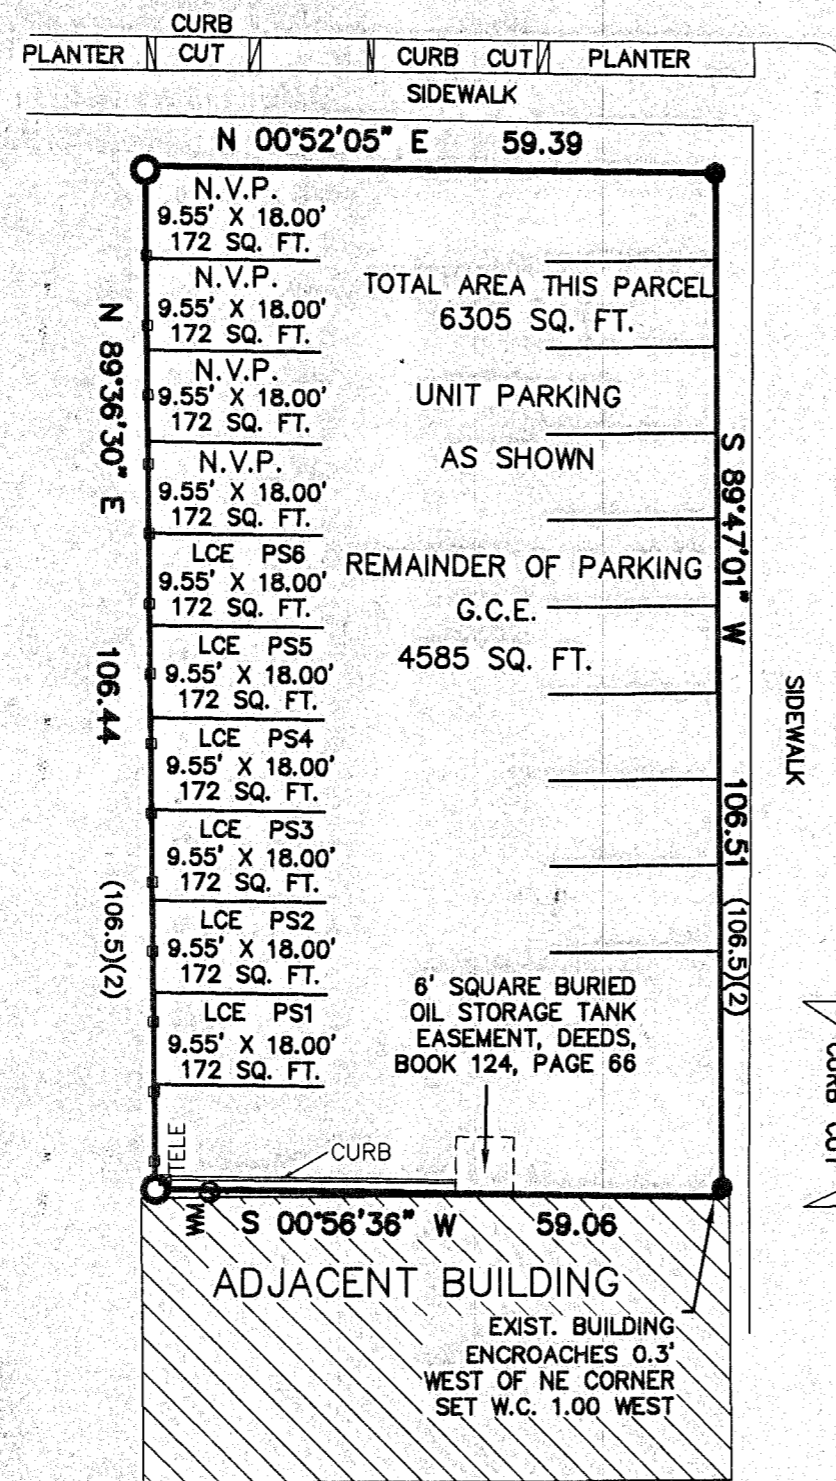 CURB
PLANTER CUT CURB CUT PLANTER
SIDEWALK
N 00°52'05" E 59.39
N.V.P.
9.55' X 18.00'
172 SQ. FT.
N.V.P.
9.55' X 18.00'
172 SQ. FT.
N.V.P.
9.55' X 18.00'
172 SQ. FT.
N.V.P.
9.55' X 18.00'
172 SQ. FT.
LCE PS6
9.55' X 18.00'
172 SQ. FT.
LCE PS5
9.55' X 18.00'
172 SQ. FT.
LCE PS4
9.55' X 18.00'
172 SQ. FT.
LCE PS3
9.55' X 18.00'
172 SQ. FT.
LCE PS2
9.55' X 18.00'
172 SQ. FT.
LCE PS1
9.55' X 18.00'
172 SQ. FT.
TOTAL AREA THIS PARCEL
6305 SQ. FT.
UNIT PARKING
AS SHOWN
REMAINDER OF PARKING
G.C.E.
4585 SQ. FT.
N 89°36'30" E 106.44 (106.5)(2)
S 89°47'01" W 106.51 (106.5)(2)
SIDEWALK
CURB CUT
6' SQUARE BURIED
OIL STORAGE TANK
EASEMENT, DEEDS,
BOOK 124, PAGE 66
TELE
CURB
WM
S 00°56'36" W 59.06
ADJACENT BUILDING
EXIST. BUILDING
ENCROACHES 0.3'
WEST OF NE CORNER
SET W.C. 1.00 WEST